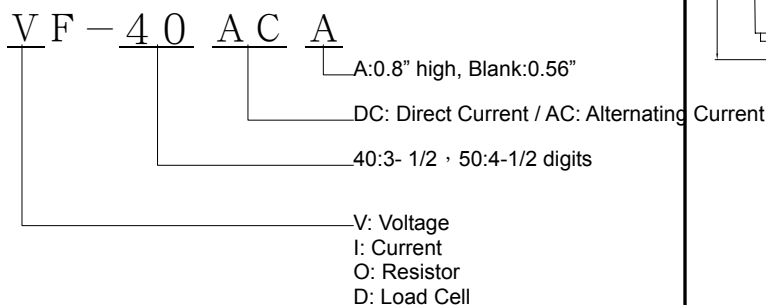 VF－40 AC A
A:0.8” high, Blank:0.56”
DC: Direct Current / AC: Alternating Current
40:3- 1/2，50:4-1/2 digits
V: Voltage
I: Current
O: Resistor
D: Load Cell